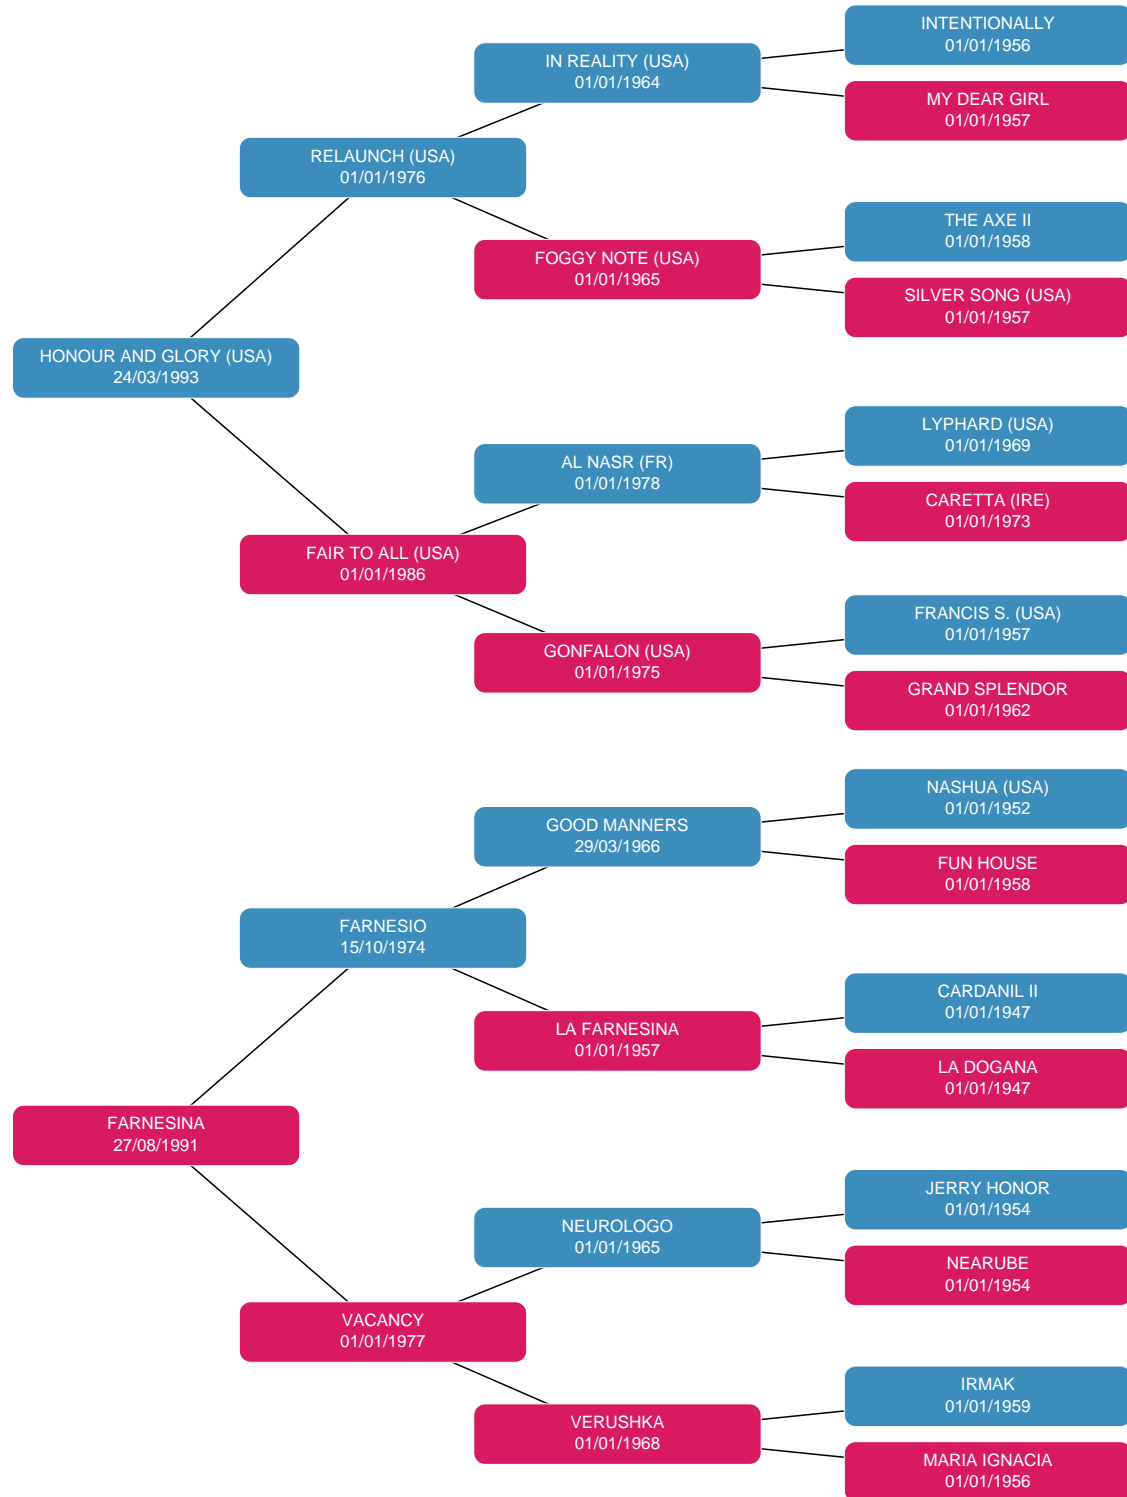 INTENTIONALLY
01/01/1956
IN REALITY (USA)
01/01/1964
MY DEAR GIRL
01/01/1957
RELAUNCH (USA)
01/01/1976
THE AXE II
01/01/1958
FOGGY NOTE (USA)
01/01/1965
SILVER SONG (USA)
01/01/1957
HONOUR AND GLORY (USA)
24/03/1993
LYPHARD (USA)
01/01/1969
AL NASR (FR)
01/01/1978
CARETTA (IRE)
01/01/1973
FAIR TO ALL (USA)
01/01/1986
FRANCIS S. (USA)
01/01/1957
GONFALON (USA)
01/01/1975
GRAND SPLENDOR
01/01/1962
NASHUA (USA)
01/01/1952
GOOD MANNERS
29/03/1966
FUN HOUSE
01/01/1958
FARNESIO
15/10/1974
CARDANIL II
01/01/1947
LA FARNESINA
01/01/1957
LA DOGANA
01/01/1947
FARNESINA
27/08/1991
JERRY HONOR
01/01/1954
NEUROLOGO
01/01/1965
NEARUBE
01/01/1954
VACANCY
01/01/1977
IRMAK
01/01/1959
VERUSHKA
01/01/1968
MARIA IGNACIA
01/01/1956